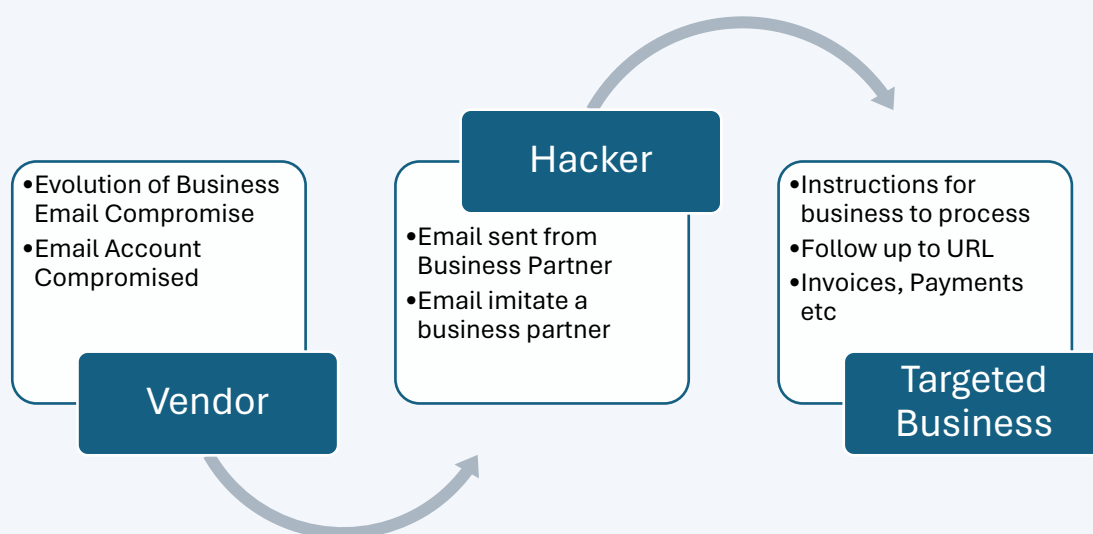 •Evolution of Business
Email Compromise
•Email Account
Compromised
Vendor
Hacker
•Email sent from
Business Partner
•Email imitate a
business partner
•Instructions for
business to process
•Follow up to URL
•Invoices, Payments
etc
Targeted
Business